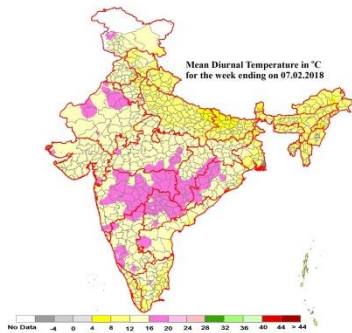 Mean Diurnal Temperature in °C
for the week ending on 07.02.2018
No Data -4 0 4 8 12 16 20 24 28 32 36 40 44 > 44